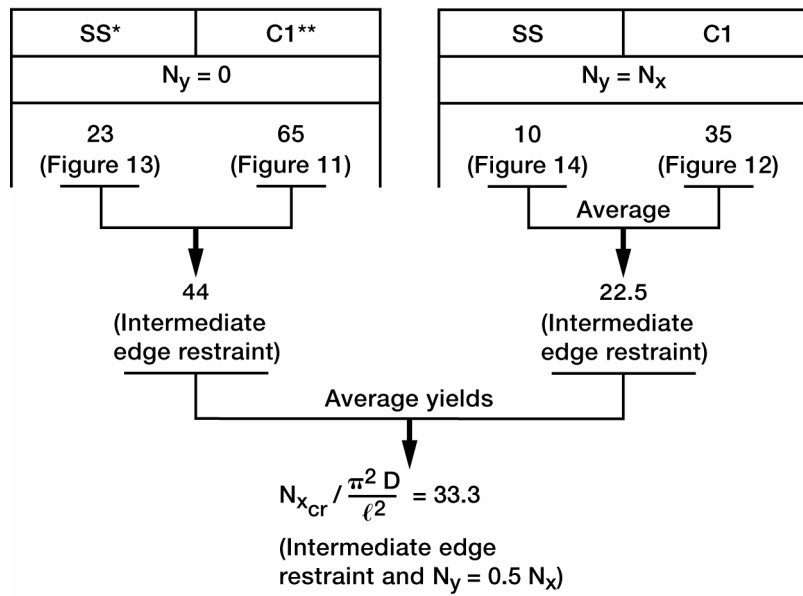 SS* C1**
N_y = 0
23 65
(Figure 13) (Figure 11)
SS C1
N_y = N_x
10 35
(Figure 14) (Figure 12)
Average
44
(Intermediate
edge restraint)
22.5
(Intermediate
edge restraint)
Average yields
N_x_cr / π² D / ℓ² = 33.3
(Intermediate edge
restraint and N_y = 0.5 N_x)